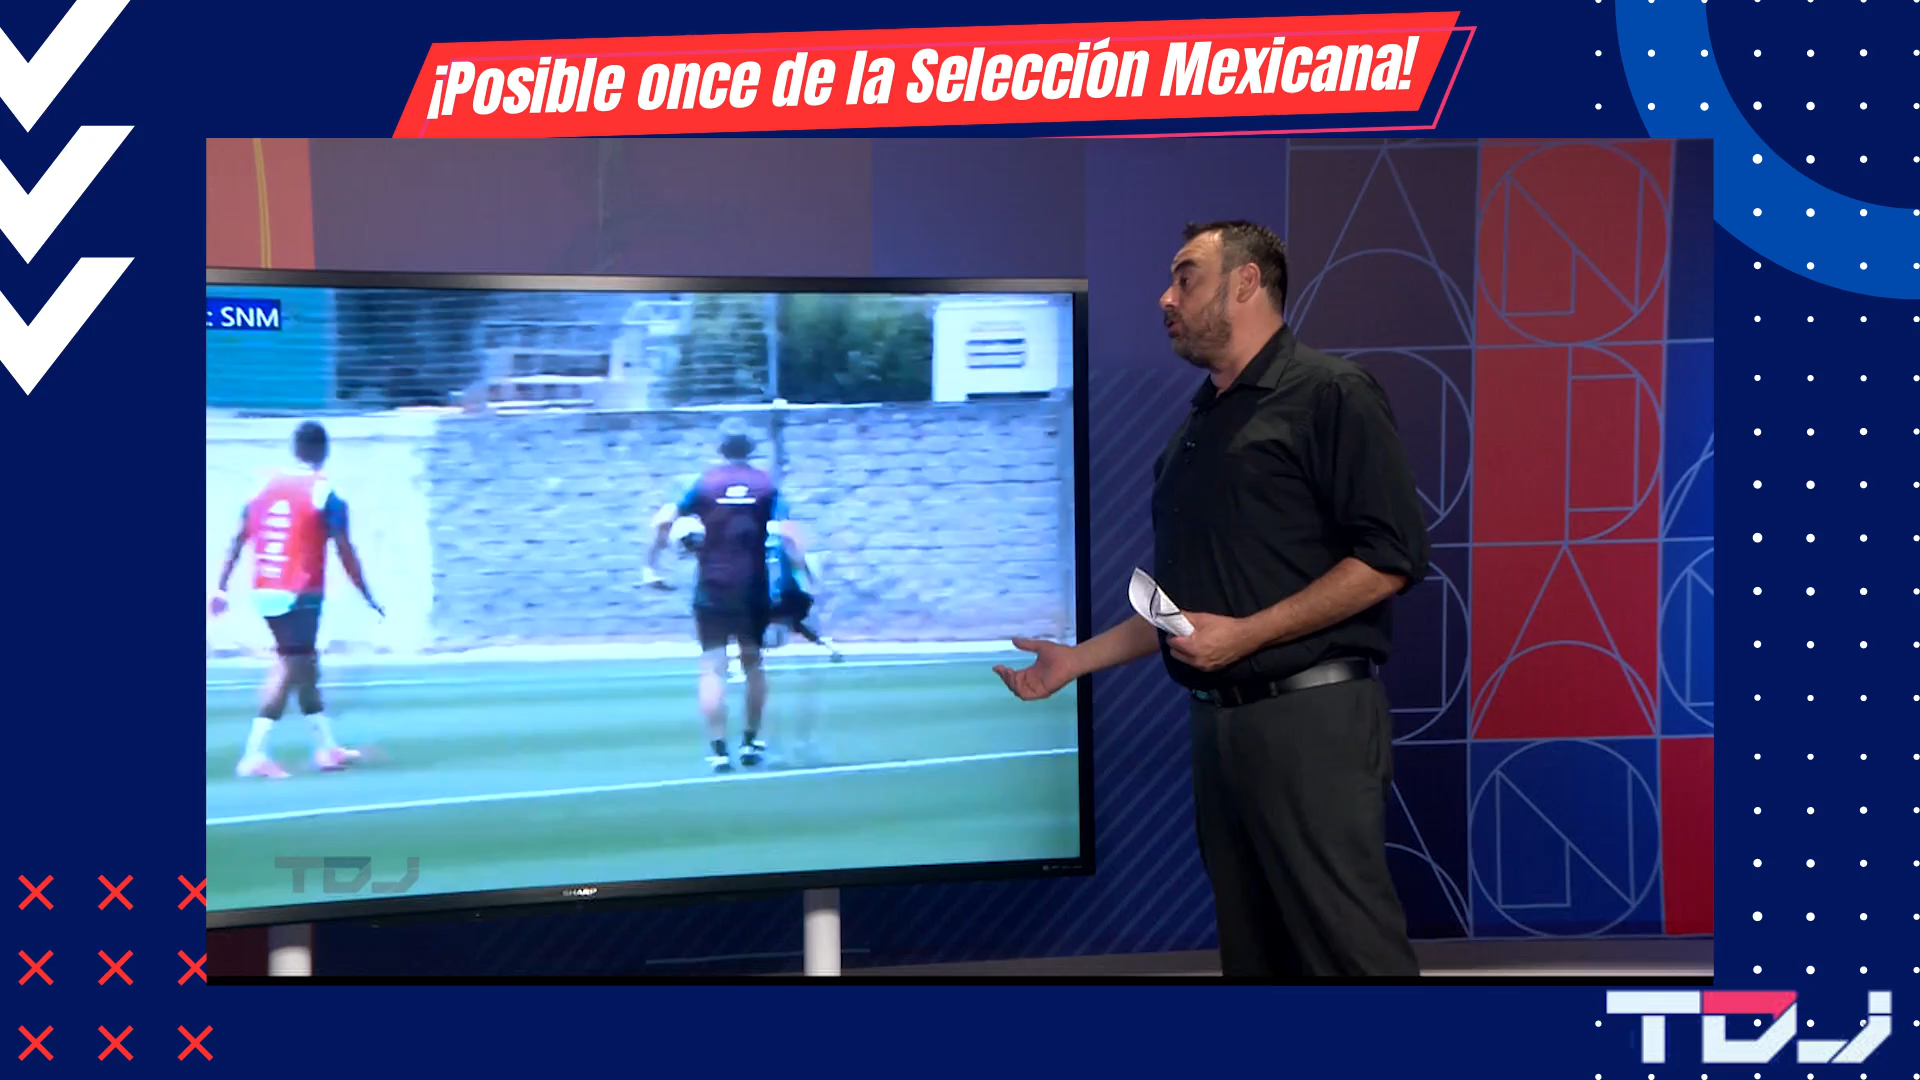 ¡Posible once de la Selección Mexicana!
: SNM
TDJ
SHARP
TDJ